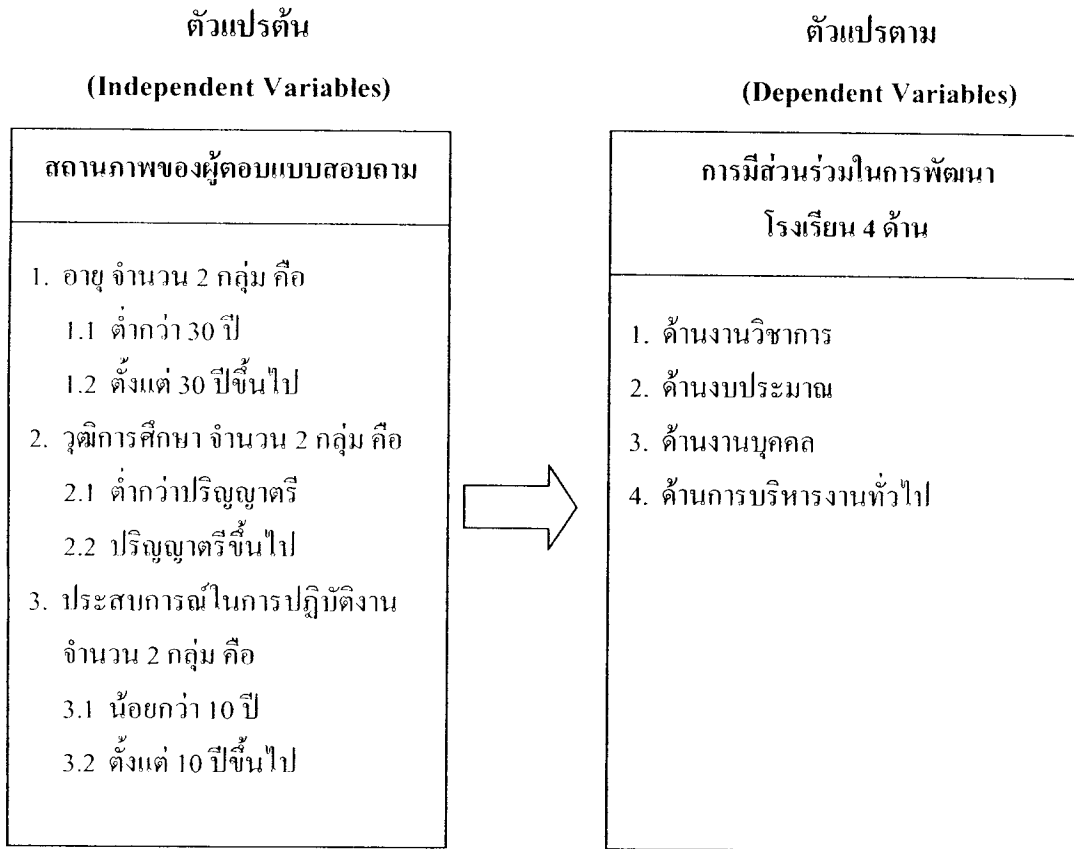 ตัวแปรต้น
(Independent Variables)
สถานภาพของผู้ตอบแบบสอบถาม
1. อายุ จำนวน 2 กลุ่ม คือ
1.1 ต่ำกว่า 30 ปี
1.2 ตั้งแต่ 30 ปีขึ้นไป
2. วุฒิการศึกษา จำนวน 2 กลุ่ม คือ
2.1 ต่ำกว่าปริญญาตรี
2.2 ปริญญาตรีขึ้นไป
3. ประสบการณ์ในการปฏิบัติงาน
จำนวน 2 กลุ่ม คือ
3.1 น้อยกว่า 10 ปี
3.2 ตั้งแต่ 10 ปีขึ้นไป
ตัวแปรตาม
(Dependent Variables)
การมีส่วนร่วมในการพัฒนา
โรงเรียน 4 ด้าน
1. ด้านงานวิชาการ
2. ด้านงบประมาณ
3. ด้านงานบุคคล
4. ด้านการบริหารงานทั่วไป